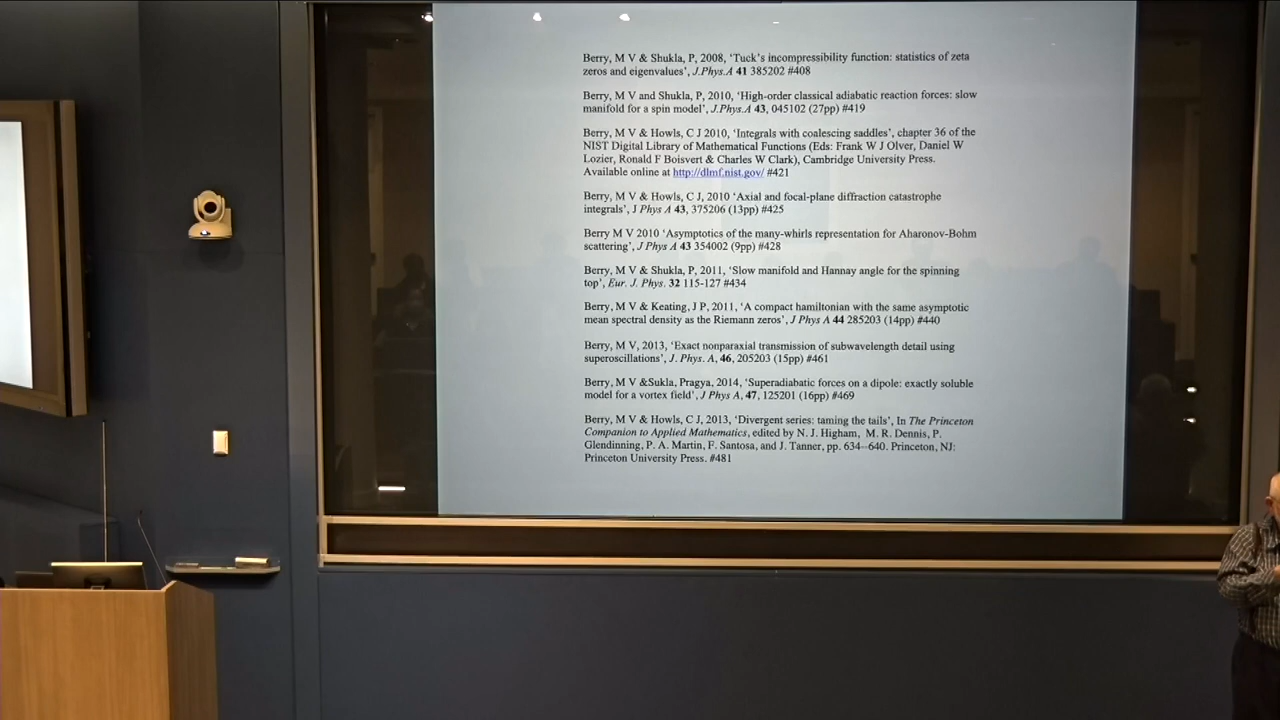 Berry, M V & Shukla, P, 2008, ‘Tuck's incompressibility function: statistics of zeta
zeros and eigenvalues’, J.Phys.A 41 385202 #408
Berry, M V and Shukla, P, 2010, ‘High-order classical adiabatic reaction forces: slow
manifold for a spin model’, J.Phys.A 43, 045102 (27pp) #419
Berry, M V & Howls, C J 2010, ‘Integrals with coalescing saddles’, chapter 36 of the
NIST Digital Library of Mathematical Functions (Eds: Frank W J Olver, Daniel W
Lozier, Ronald F Boisvert & Charles W Clark), Cambridge University Press.
Available online at http://dlmf.nist.gov/ #421
Berry, M V & Howls, C J, 2010 ‘Axial and focal-plane diffraction catastrophe
integrals’, J Phys A 43, 375206 (13pp) #425
Berry M V 2010 ‘Asymptotics of the many-whirls representation for Aharonov-Bohm
scattering’, J Phys A 43 354002 (9pp) #428
Berry, M V & Shukla, P, 2011, ‘Slow manifold and Hannay angle for the spinning
top’, Eur. J. Phys. 32 115-127 #434
Berry, M V & Keating, J P, 2011, ‘A compact hamiltonian with the same asymptotic
mean spectral density as the Riemann zeros’, J Phys A 44 285203 (14pp) #440
Berry, M V, 2013, ‘Exact nonparaxial transmission of subwavelength detail using
superoscillations’, J. Phys. A, 46, 205203 (15pp) #461
Berry, M V &Sukla, Pragya, 2014, ‘Superadiabatic forces on a dipole: exactly soluble
model for a vortex field’, J Phys A, 47, 125201 (16pp) #469
Berry, M V & Howls, C J, 2013, ‘Divergent series: taming the tails’, In The Princeton
Companion to Applied Mathematics, edited by N. J. Higham, M. R. Dennis, P.
Glendinning, P. A. Martin, F. Santosa, and J. Tanner, pp. 634–640. Princeton, NJ:
Princeton University Press. #481